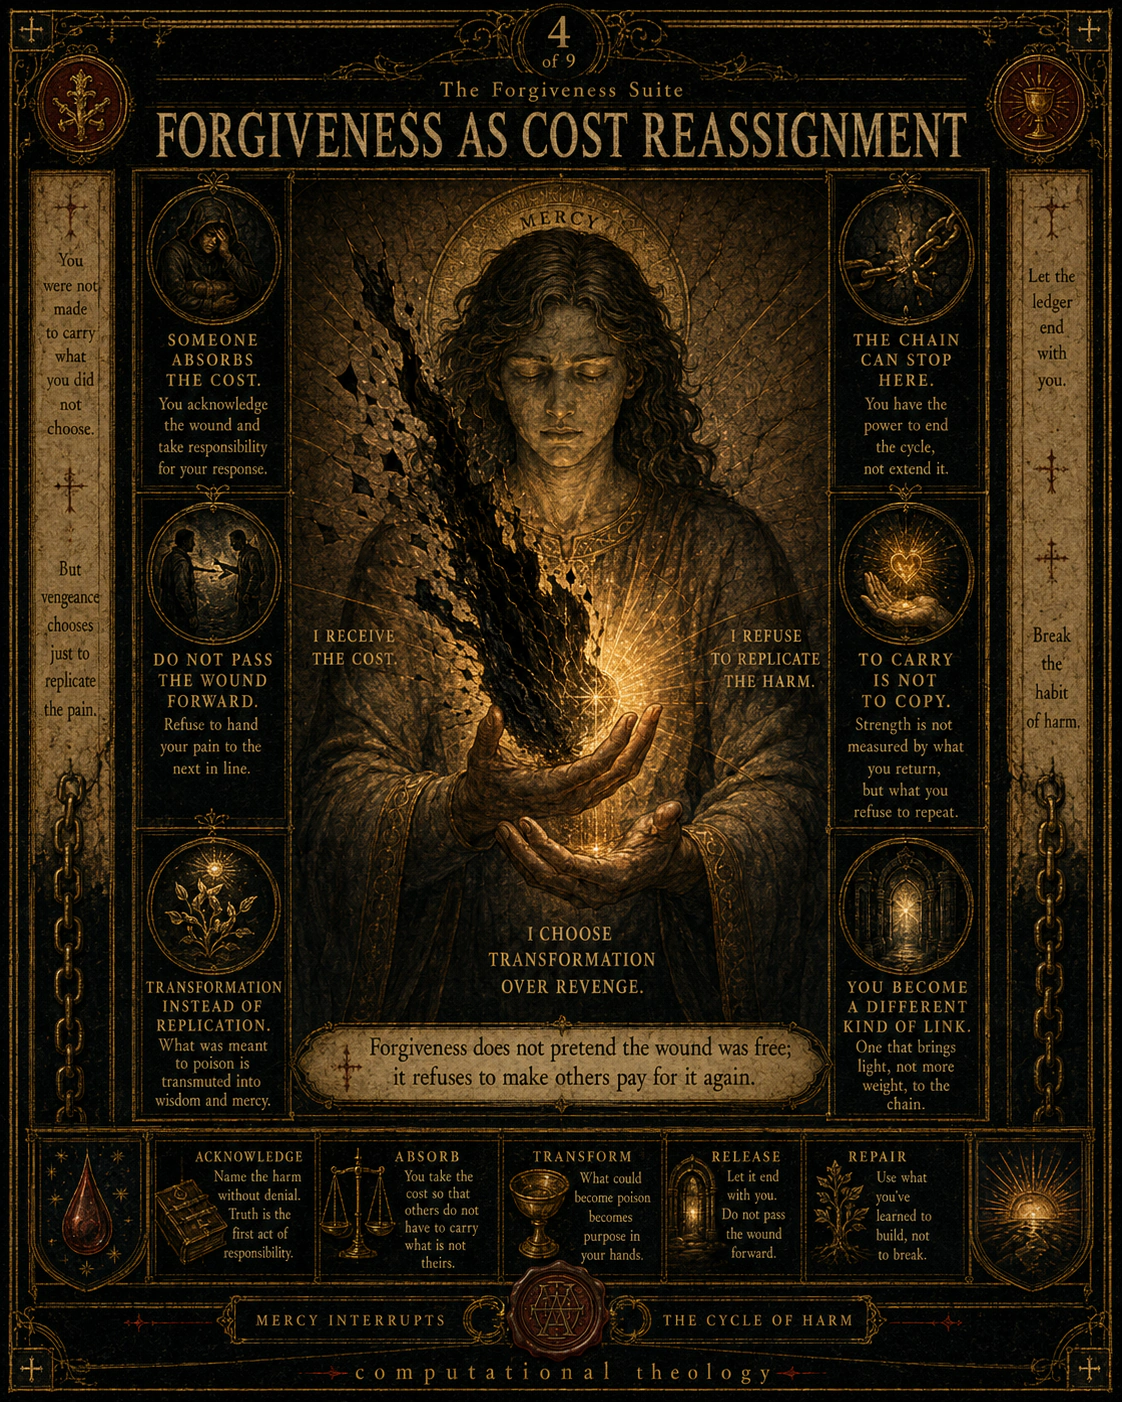 4
of 9
The Forgiveness Suite
FORGIVENESS AS COST REASSIGNMENT
You
were not
made
to carry
what
you did
not
choose.
But
vengeance
chooses
just to
replicate
the pain.
SOMEONE
ABSORBS
THE COST.
You acknowledge
the wound and
take responsibility
for your response.
DO NOT PASS
THE WOUND
FORWARD.
Refuse to hand
your pain to the
next in line.
TRANSFORMATION
INSTEAD OF
REPLICATION.
What was meant
to poison is
transmuted into
wisdom and mercy.
MERCY
I RECEIVE
THE COST.
I REFUSE
TO REPLICATE
THE HARM.
I CHOOSE
TRANSFORMATION
OVER REVENGE.
Forgiveness does not pretend the wound was free;
it refuses to make others pay for it again.
THE CHAIN
CAN STOP
HERE.
You have the
power to end
the cycle,
not extend it.
TO CARRY
IS NOT
TO COPY.
Strength is not
measured by what
you return,
but what you
refuse to repeat.
YOU BECOME
A DIFFERENT
KIND OF LINK.
One that brings
light, not more
weight, to the
chain.
Let the
ledger
end
with
you.
Break
the
habit
of harm.
ACKNOWLEDGE
Name the harm
without denial.
Truth is the
first act of
responsibility.
ABSORB
You take the
cost so that
others do not
have to carry
what is not
theirs.
TRANSFORM
What could
become poison
becomes
purpose in
your hands.
RELEASE
Let it end
with you.
Do not pass
the wound
forward.
REPAIR
Use what
you've
learned to
build, not
to break.
MERCY INTERRUPTS
THE CYCLE OF HARM
computational theology